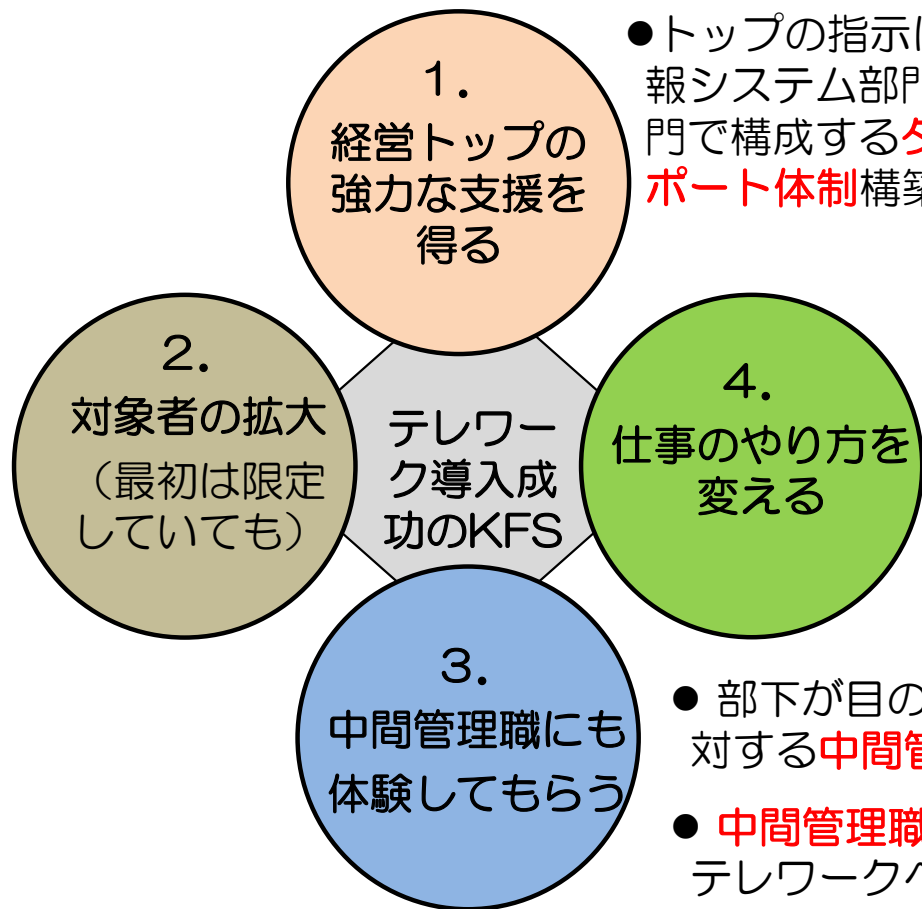 1.
経営トップの
強力な支援を
得る
●トップの指示
報システム部門
門で構成する
ポート体制構築
2.
対象者の拡大
（最初は限定
していても）
テレワー
ク導入成
功のKFS
4.
仕事のやり方を
変える
3.
中間管理職にも
体験してもらう
● 部下が目の
対する中間管
● 中間管理職
テレワークへ